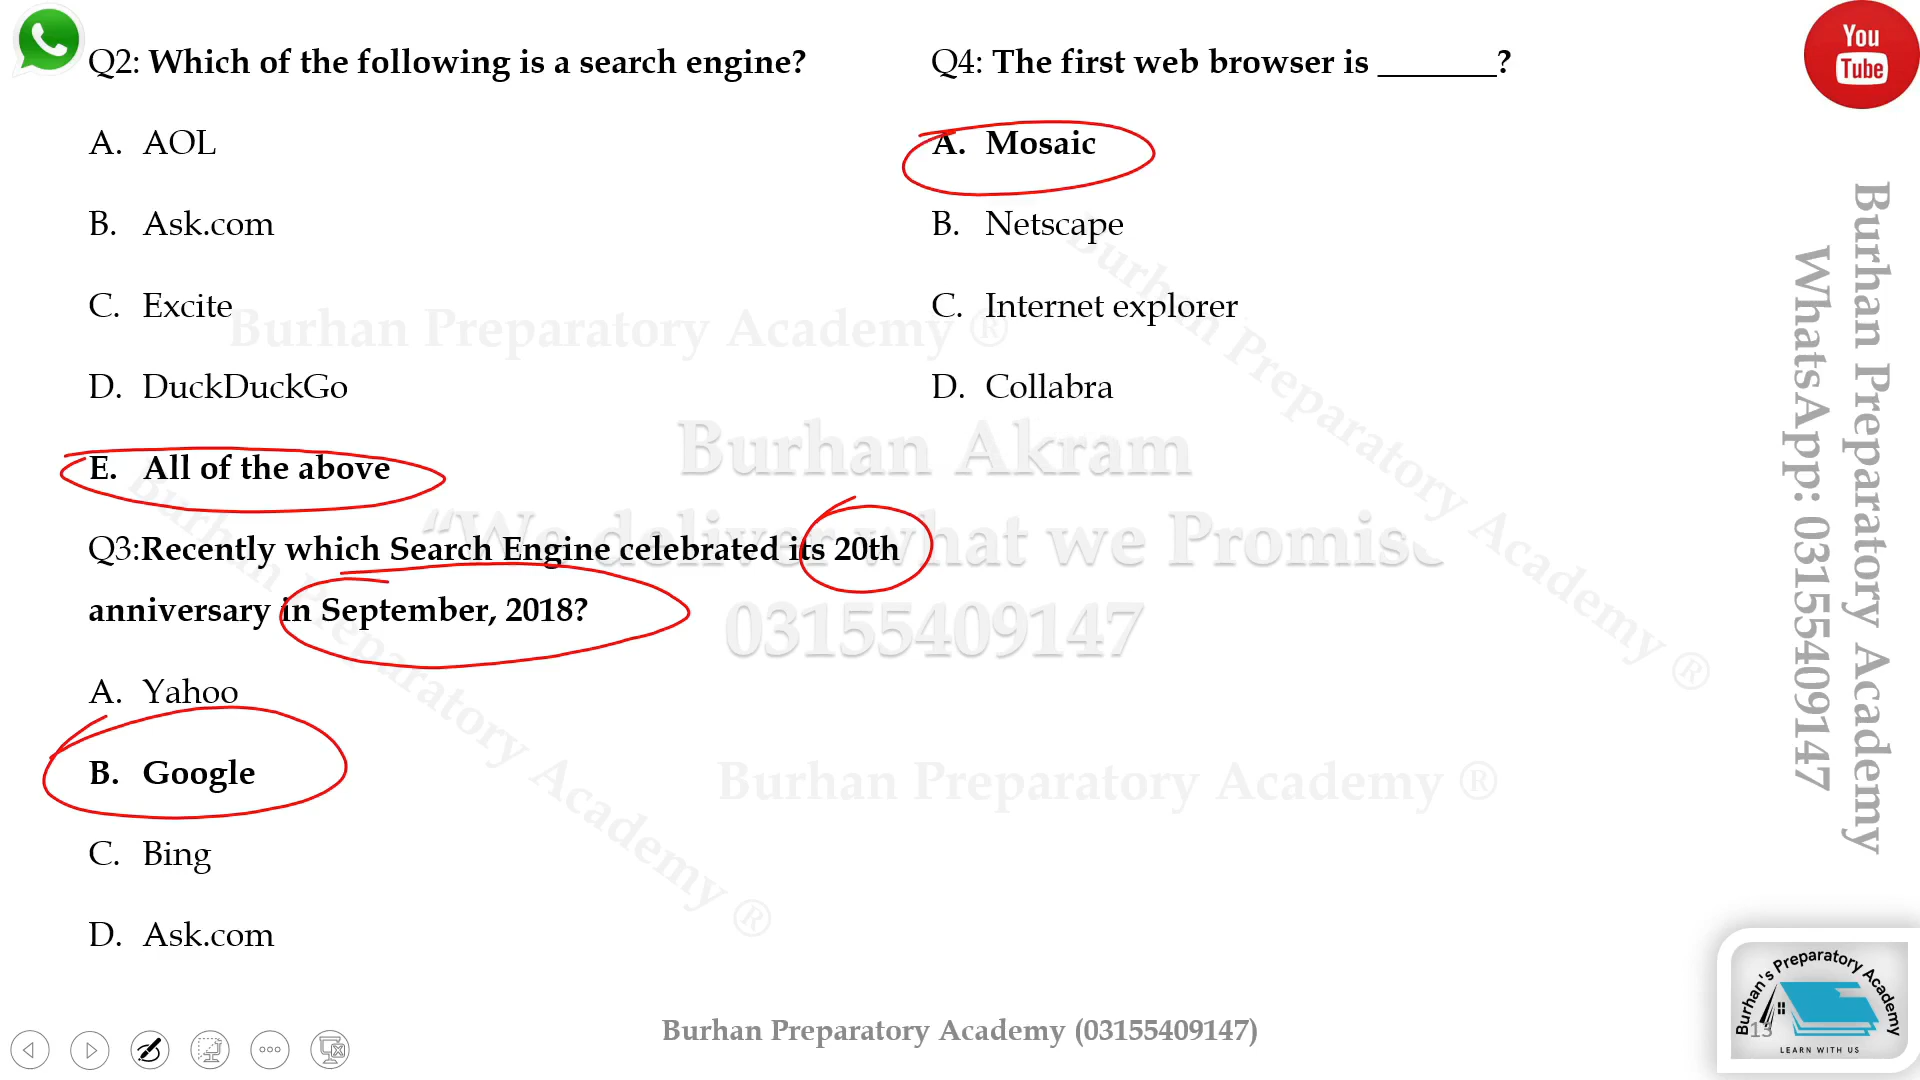 Q2: Which of the following is a search engine?
A. AOL
B. Ask.com
C. Excite
D. DuckDuckGo
E. All of the above
Q3:Recently which Search Engine celebrated its 20th
anniversary in September, 2018?
A. Yahoo
B. Google
C. Bing
D. Ask.com
Q4: The first web browser is _______?
A. Mosaic
B. Netscape
C. Internet explorer
D. Collabra
You
Tube
Burhan Preparatory Academy
WhatsApp: 03155409147
Burhan Preparatory Academy ®
Burhan Preparatory Academy ®
Burhan Akram
“We deliver what we Promise
03155409147
Burhan Preparatory Academy ®
Burhan Preparatory Academy ®
Burhan Preparatory Academy (03155409147)
Burhan's Preparatory Academy
13
LEARN WITH US